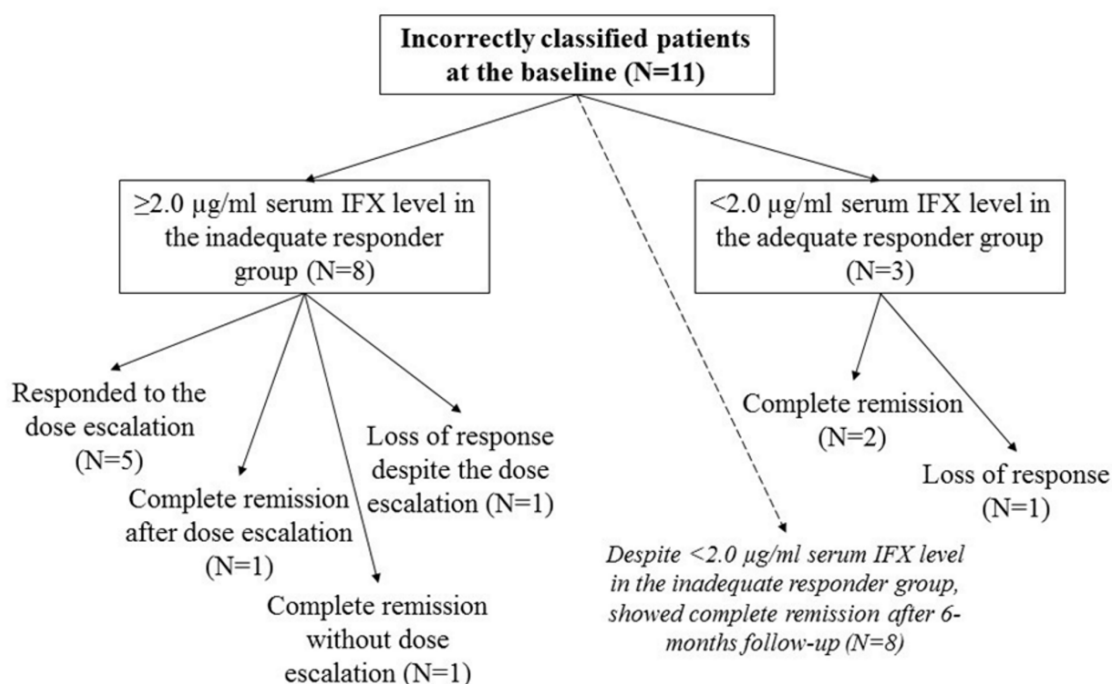 Incorrectly classified patients
at the baseline (N=11)
≥2.0 µg/ml serum IFX level in
the inadequate responder
group (N=8)
<2.0 µg/ml serum IFX level in
the adequate responder group
(N=3)
Responded to the
dose escalation
(N=5)
Complete remission
after dose escalation
(N=1)
Complete remission
without dose
escalation (N=1)
Loss of response
despite the dose
escalation (N=1)
Despite <2.0 µg/ml serum IFX level
in the inadequate responder group,
showed complete remission after 6-
months follow-up (N=8)
Complete remission
(N=2)
Loss of response
(N=1)